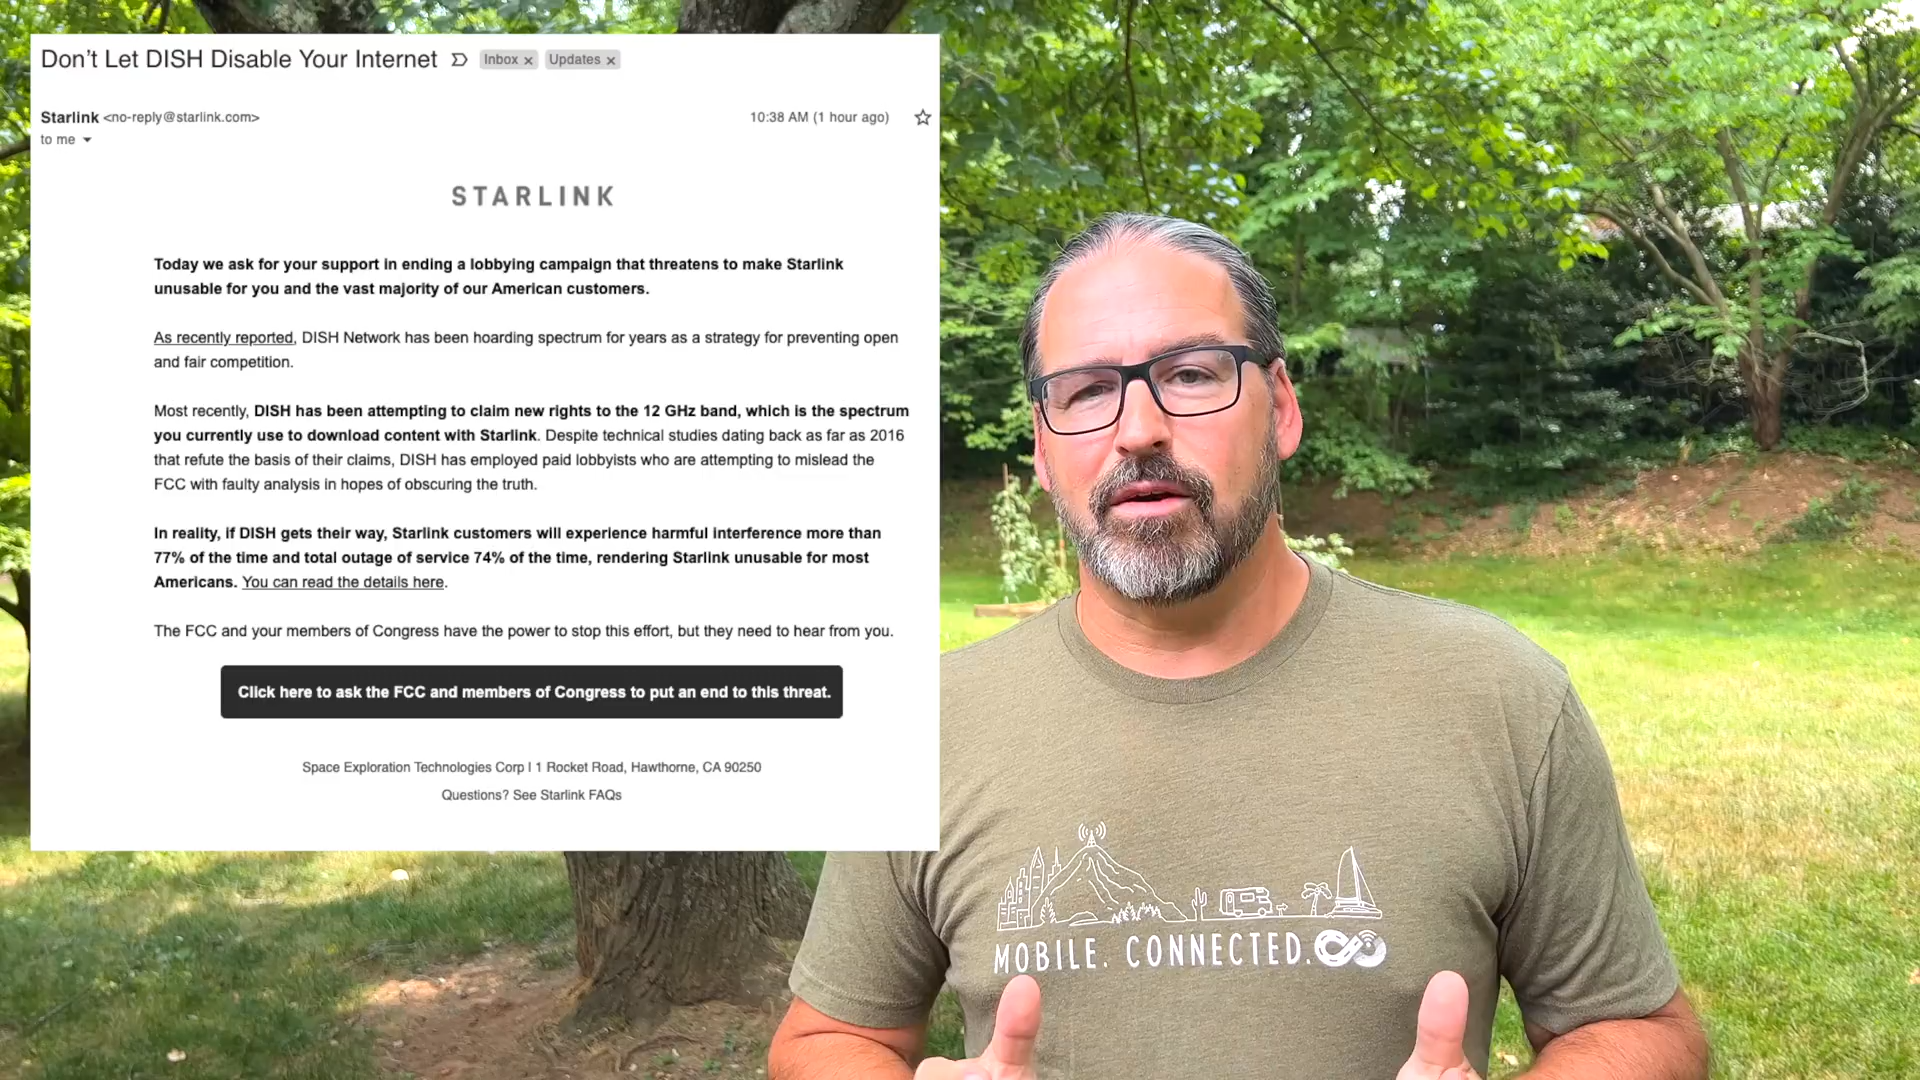 Don't Let DISH Disable Your Internet Inbox × Updates ×
Starlink <no-reply@starlink.com> 10:38 AM (1 hour ago)
to me
STARLINK
Today we ask for your support in ending a lobbying campaign that threatens to make Starlink
unusable for you and the vast majority of our American customers.
As recently reported, DISH Network has been hoarding spectrum for years as a strategy for preventing open
and fair competition.
Most recently, DISH has been attempting to claim new rights to the 12 GHz band, which is the spectrum
you currently use to download content with Starlink. Despite technical studies dating back as far as 2016
that refute the basis of their claims, DISH has employed paid lobbyists who are attempting to mislead the
FCC with faulty analysis in hopes of obscuring the truth.
In reality, if DISH gets their way, Starlink customers will experience harmful interference more than
77% of the time and total outage of service 74% of the time, rendering Starlink unusable for most
Americans. You can read the details here.
The FCC and your members of Congress have the power to stop this effort, but they need to hear from you.
Click here to ask the FCC and members of Congress to put an end to this threat.
Space Exploration Technologies Corp | 1 Rocket Road, Hawthorne, CA 90250
Questions? See Starlink FAQs
MOBILE. CONNECTED.